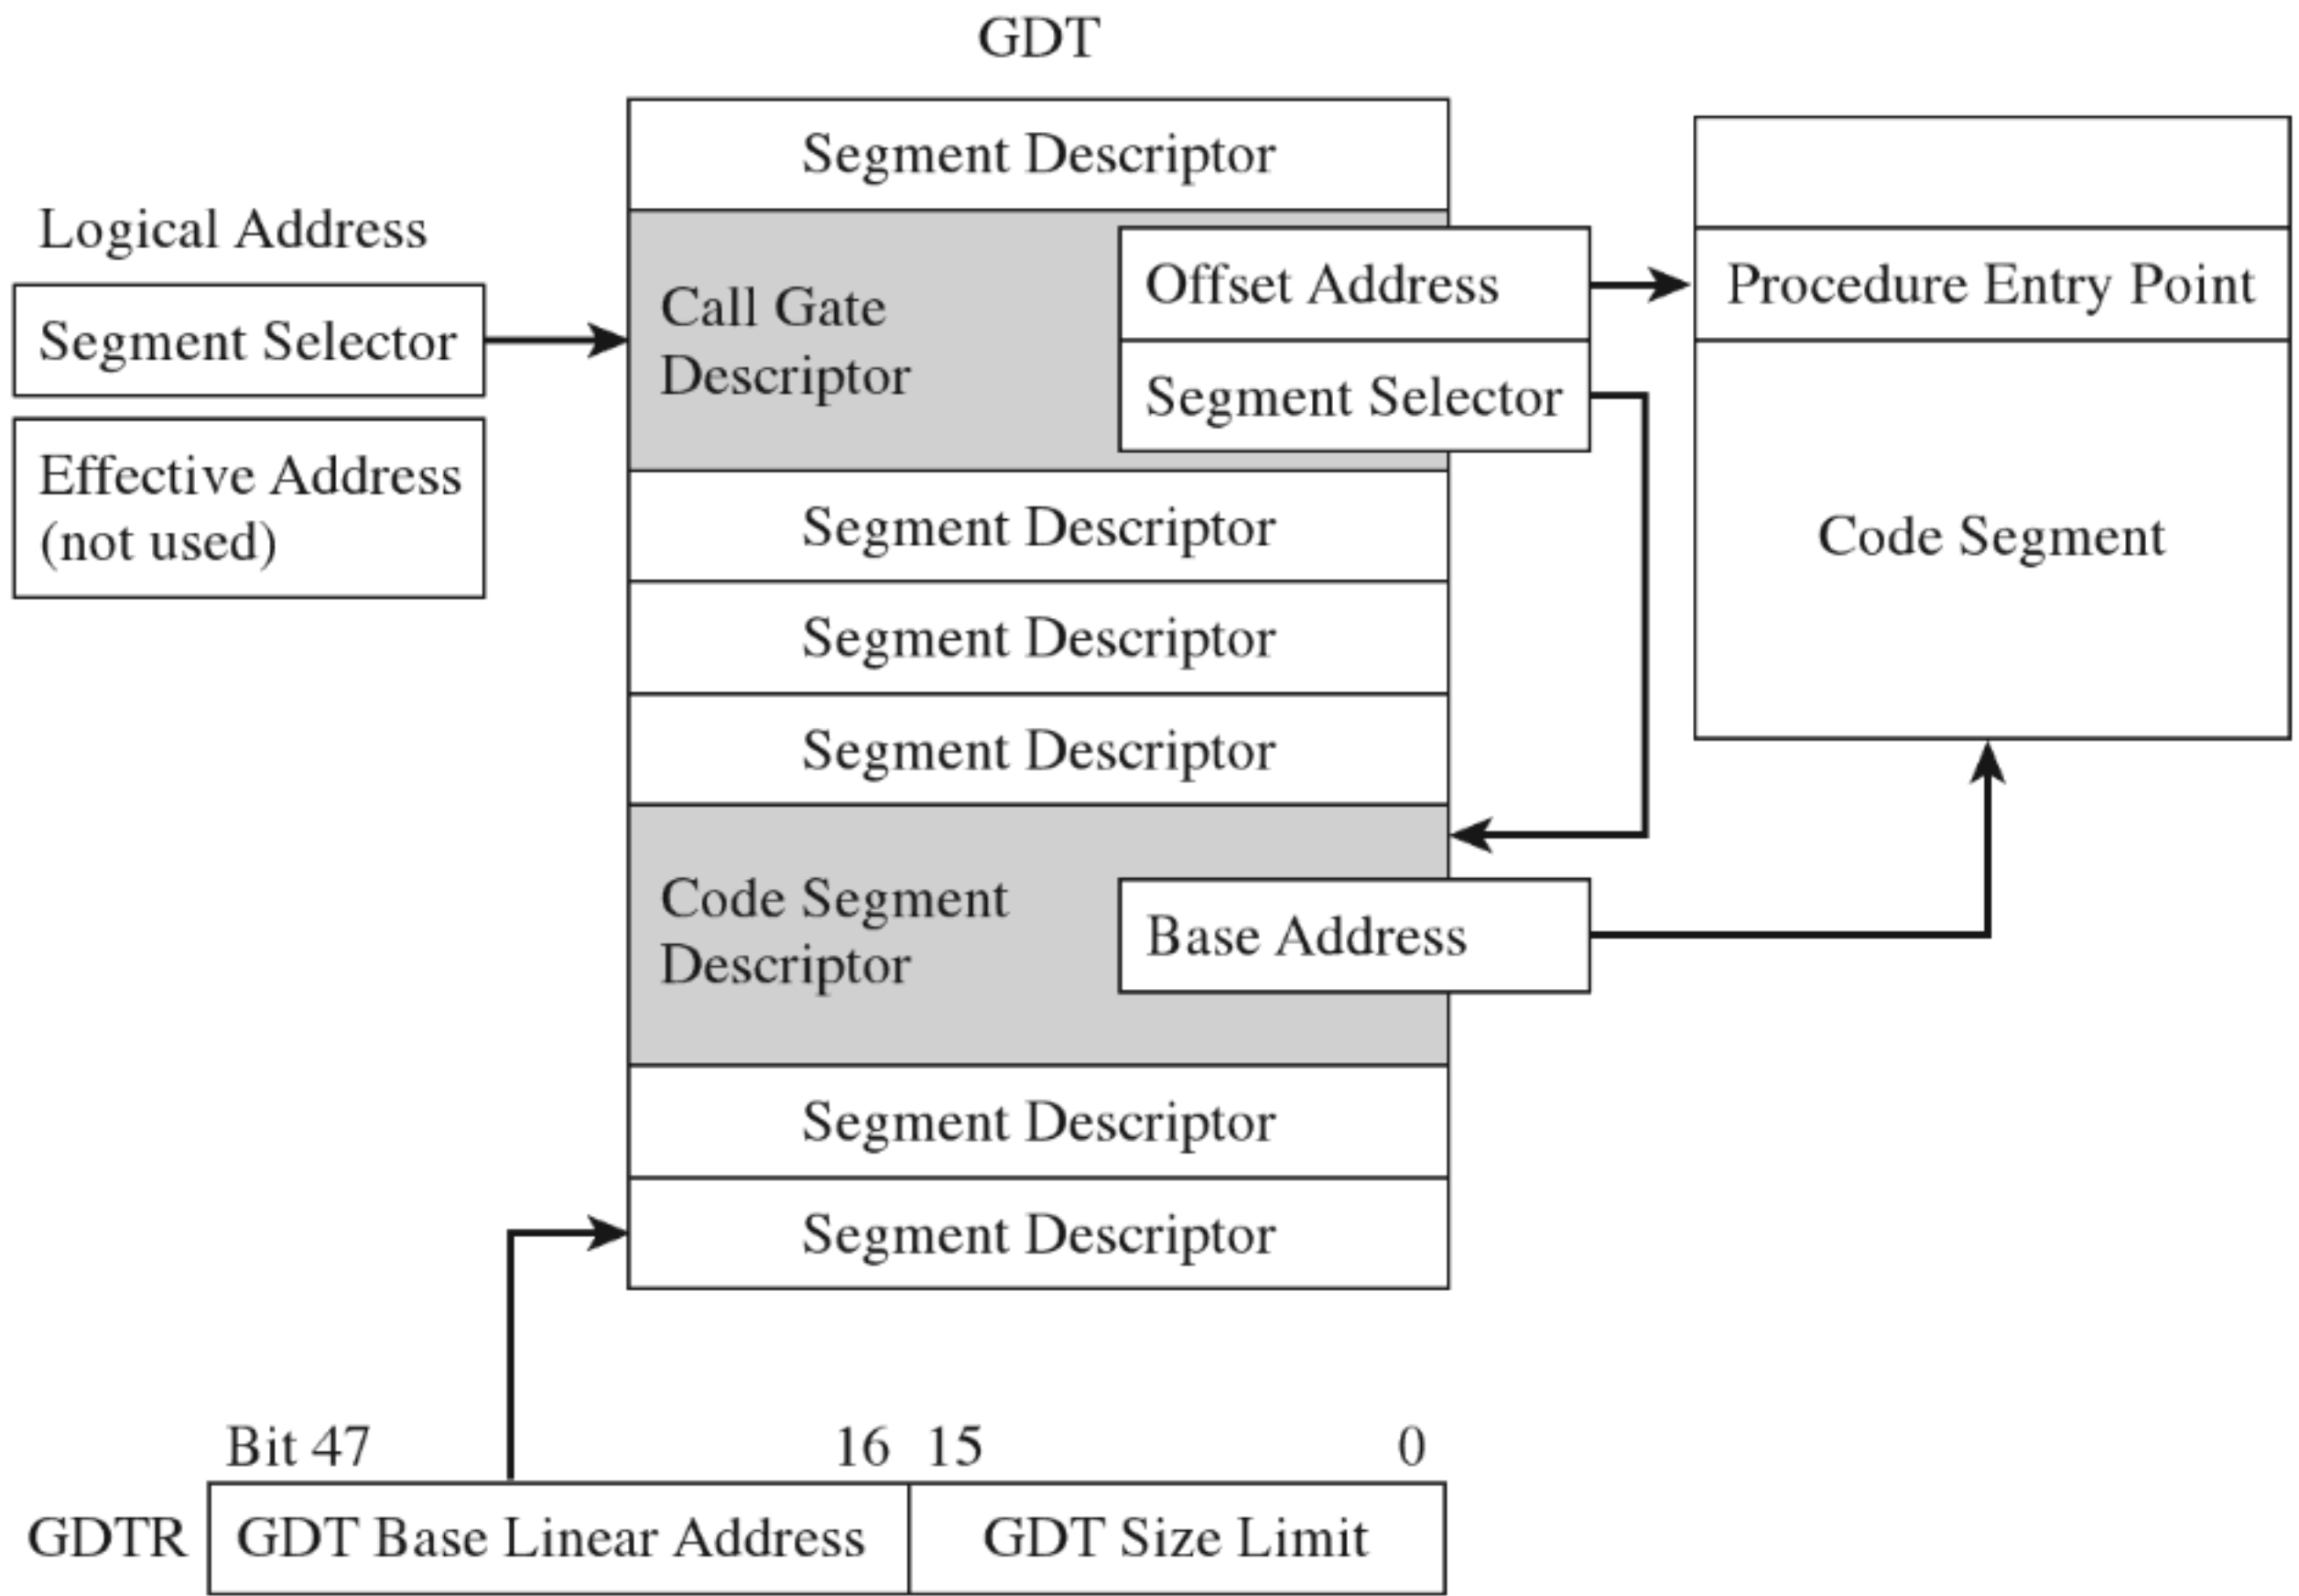 GDT
Segment Descriptor
Logical Address
Segment Selector
Effective Address
(not used)
Call Gate
Descriptor
Offset Address
Segment Selector
Procedure Entry Point
Code Segment
Segment Descriptor
Segment Descriptor
Segment Descriptor
Code Segment
Descriptor
Base Address
Segment Descriptor
Segment Descriptor
Bit 47 16 15 0
GDTR GDT Base Linear Address GDT Size Limit